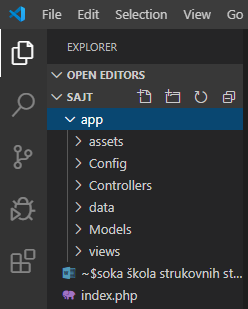 File Edit Selection View Go
EXPLORER
OPEN EDITORS
SAJT
app
assets
Config
Controllers
data
Models
views
~$soka škola strukovnih st...
index.php